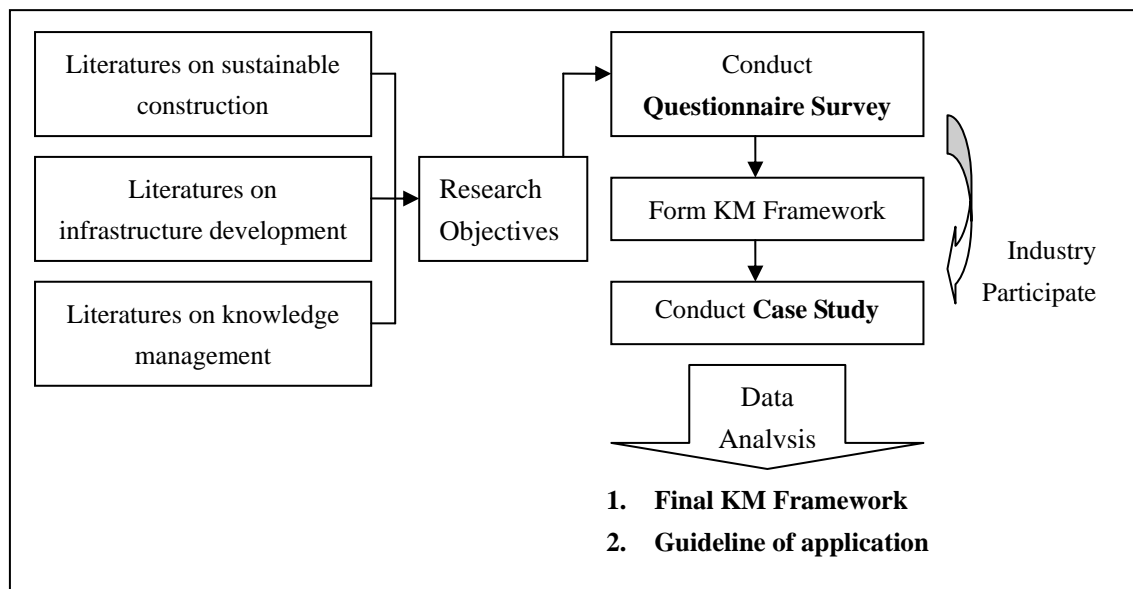 Literatures on sustainable
construction
Literatures on
infrastructure development
Literatures on knowledge
management
Research
Objectives
Conduct
Questionnaire Survey
Form KM Framework
Conduct Case Study
Industry
Participate
Data
Analysis
1. Final KM Framework
2. Guideline of application